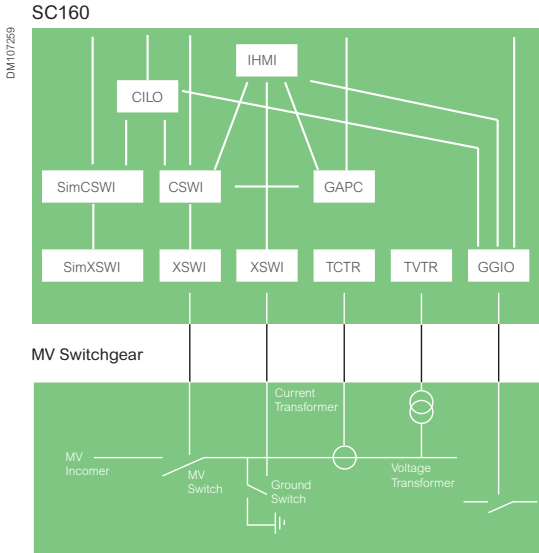 SC160
DM107259
IHMI
CILO
SimCSWI
CSWI
GAPC
SimXSWI
XSWI
XSWI
TCTR
TVTR
GGIO
MV Switchgear
Current
Transformer
MV
Incomer
MV
Switch
Ground
Switch
Voltage
Transformer